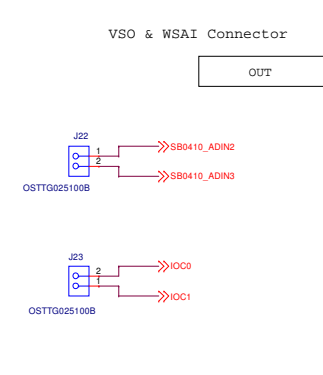 VSO & WSAI Connector
OUT
J22
1
SB0410_ADIN2
2
SB0410_ADIN3
OSTTG025100B
J23
2
IOC0
1
IOC1
OSTTG025100B